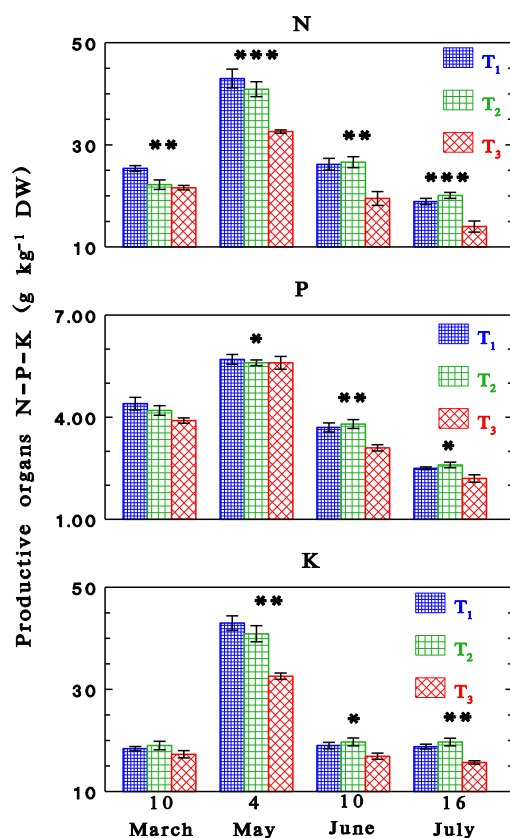 N
50
***
T1
T2
**
**
30
T3
***
10
P
7.00
T1
*
T2
**
4.00
T3
*
1.00
K
50
**
T1
T2
30
T3
*
**
10
10 4 10 16
March May June July
Productive organs N-P-K (g kg⁻¹ DW)